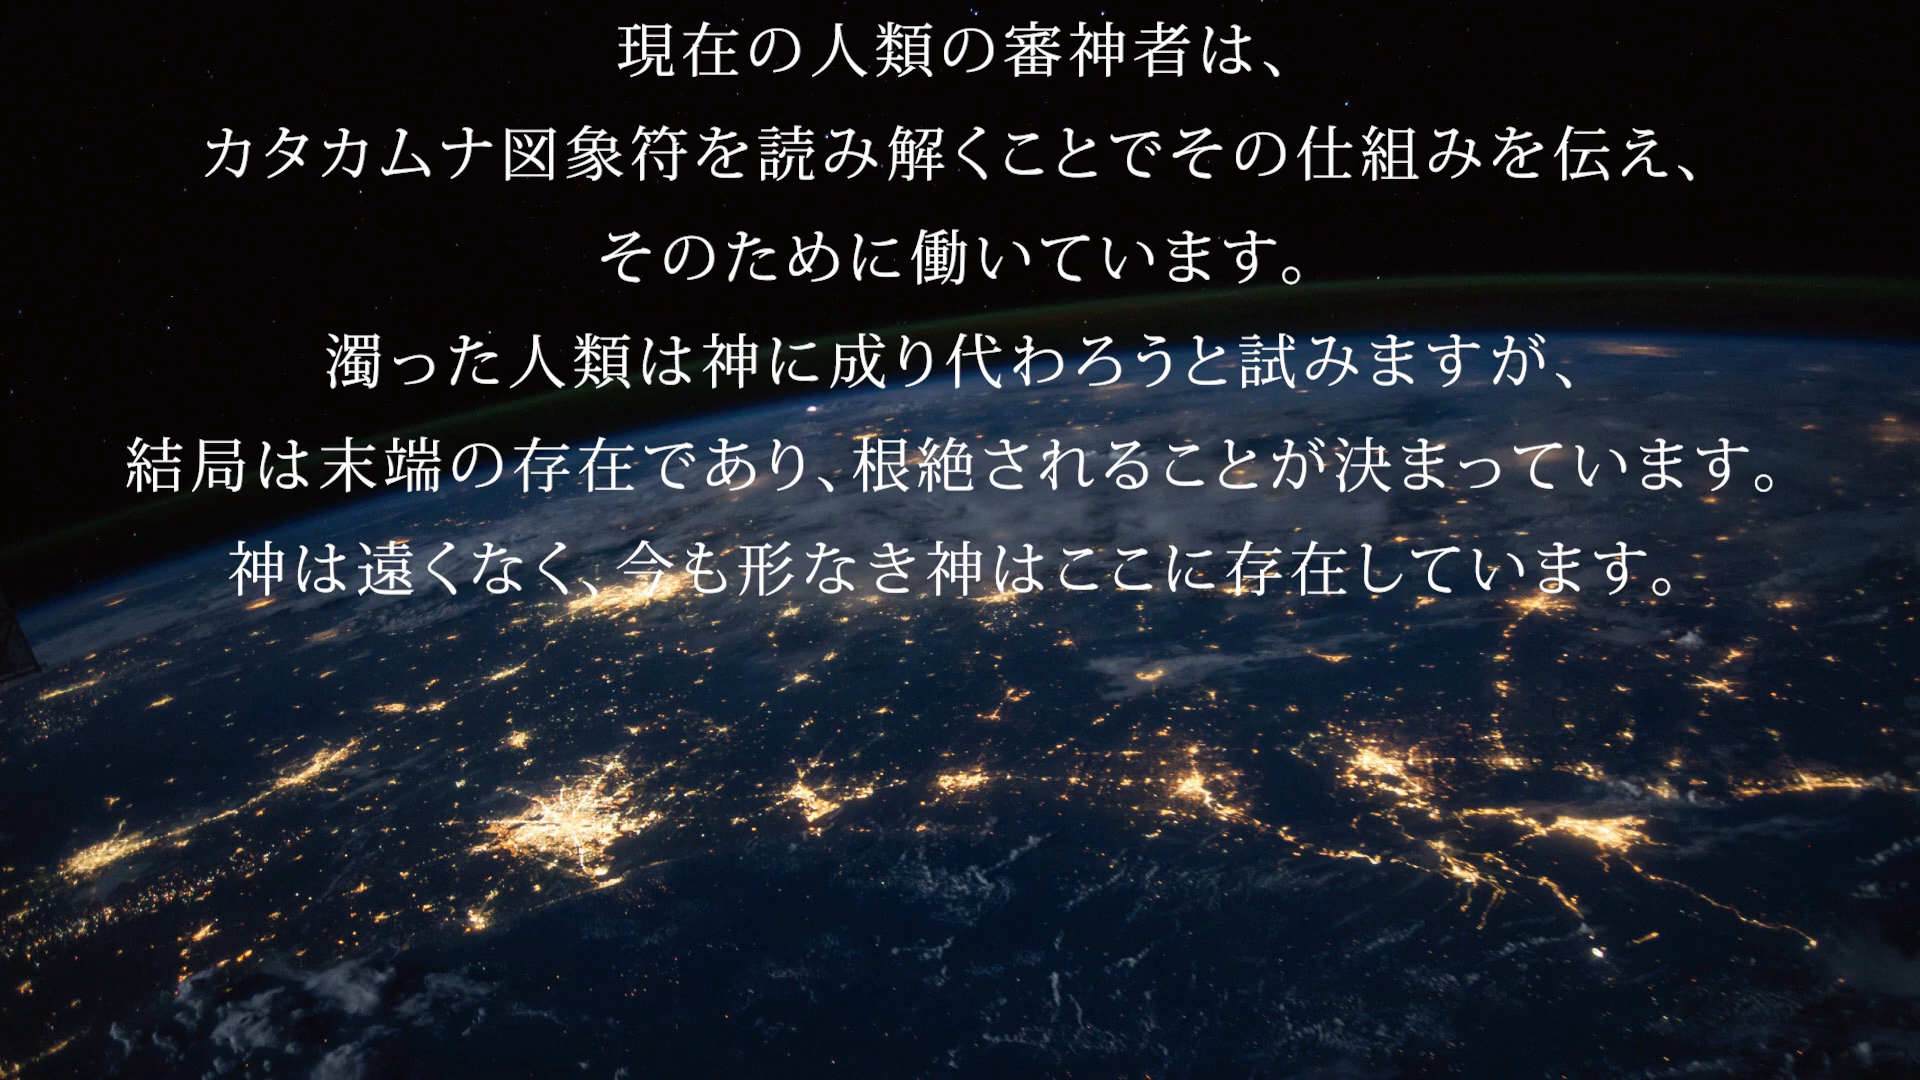 現在の人類の審神者は、
カタカムナ図象符を読み解くことでその仕組みを伝え、
そのために働いています。
濁った人類は神に成り代わろうと試みますが、
結局は末端の存在であり、根絶されることが決まっています。
神は遠くなく、今も形なき神はここに存在しています。